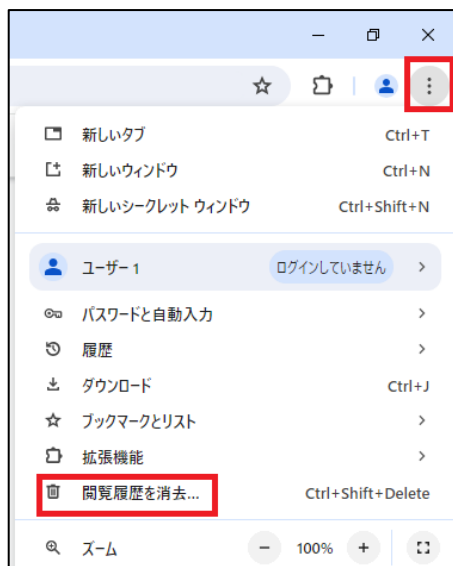 新しいタブ Ctrl+T
新しいウィンドウ Ctrl+N
新しいシークレット ウィンドウ Ctrl+Shift+N
ユーザー 1 ログインしていません
パスワードと自動入力
履歴
ダウンロード Ctrl+J
ブックマークとリスト
拡張機能
閲覧履歴を消去... Ctrl+Shift+Delete
ズーム − 100% +